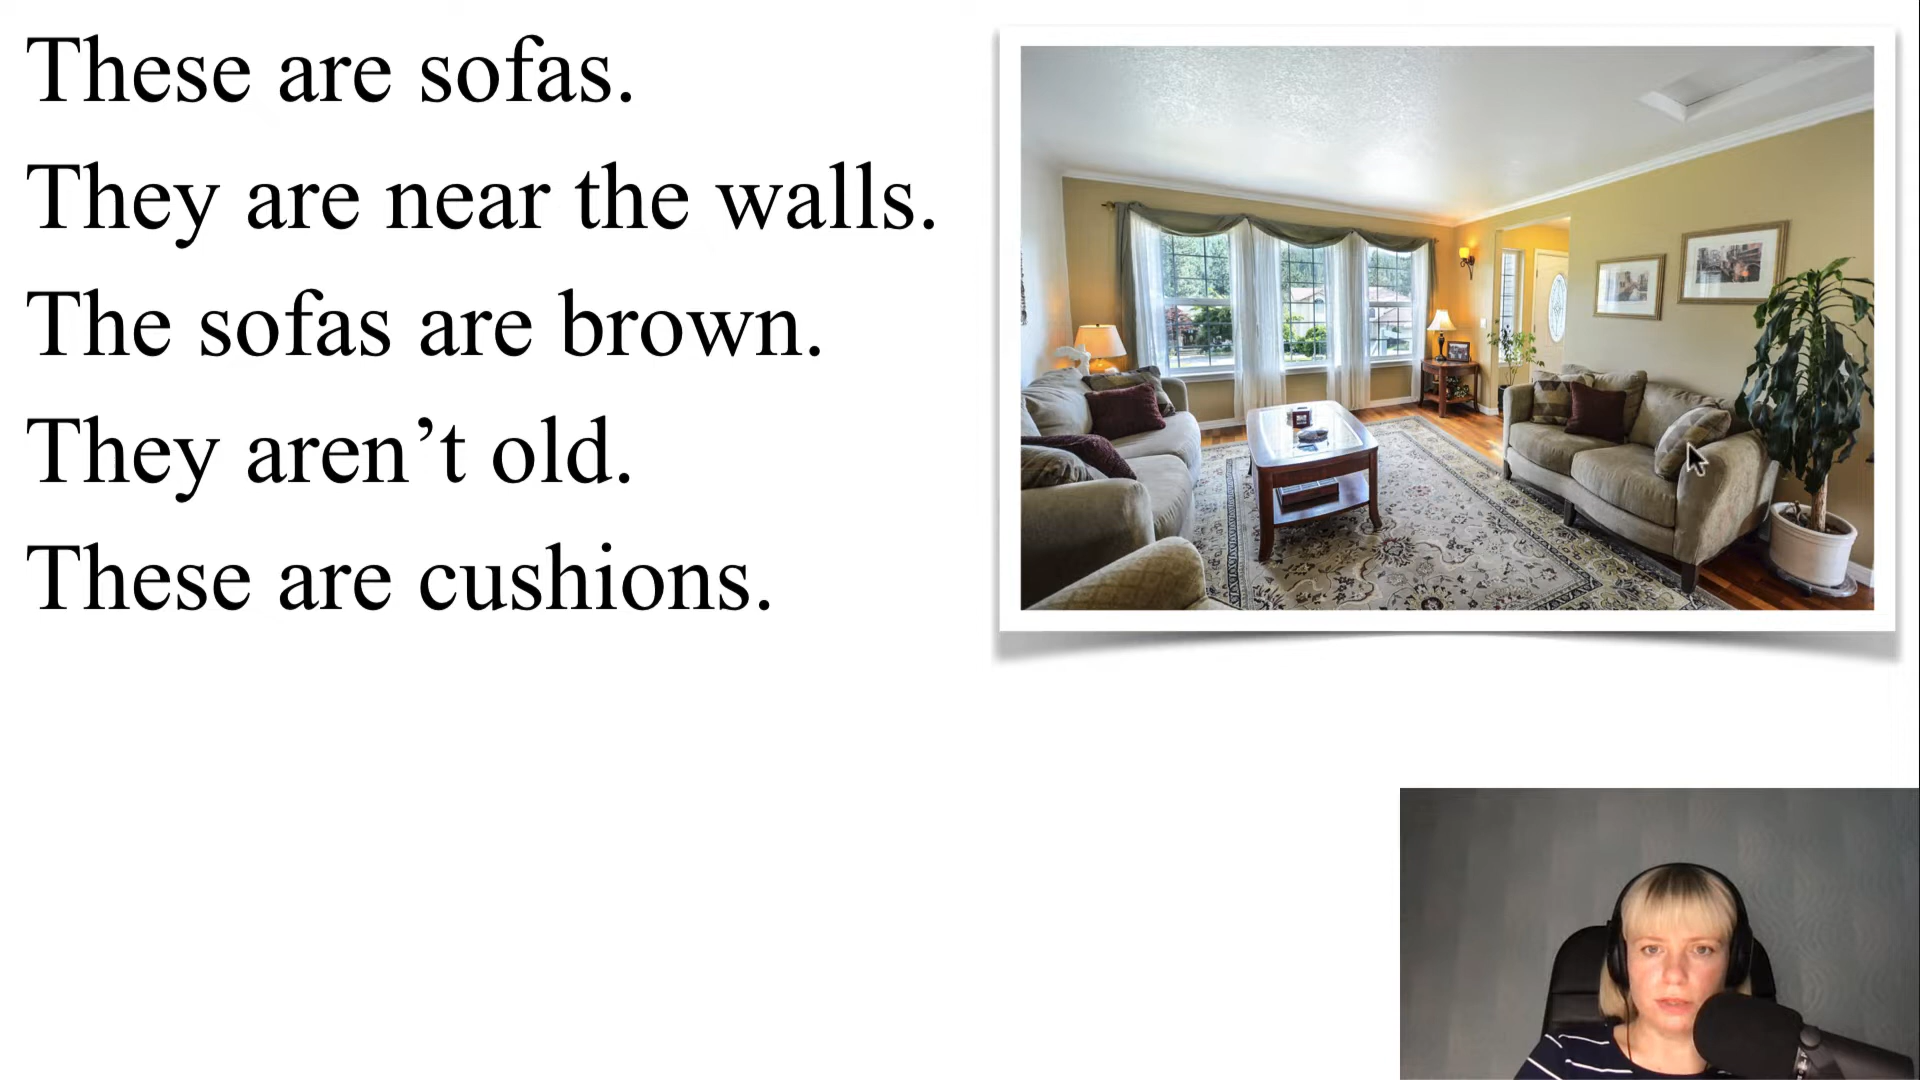 These are sofas.
They are near the walls.
The sofas are brown.
They aren’t old.
These are cushions.